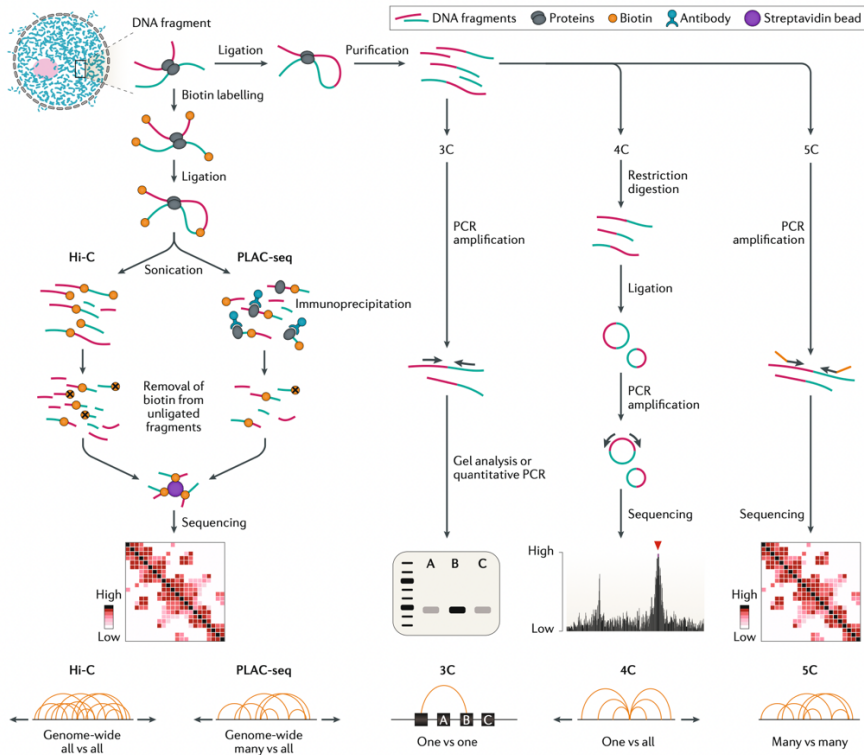 DNA fragment
DNA fragments
Proteins
Biotin
Antibody
Streptavidin bead
Ligation
Purification
Biotin labelling
Ligation
3C
4C
5C
Restriction
digestion
PCR
amplification
PCR
amplification
Hi-C
Sonication
PLAC-seq
Immunoprecipitation
Ligation
Removal of
biotin from
unligated
fragments
PCR
amplification
Gel analysis or
quantitative PCR
Sequencing
Sequencing
Sequencing
High
Low
A B C
High
Low
High
Low
Hi-C
PLAC-seq
3C
4C
5C
A B C
Genome-wide
all vs all
Genome-wide
many vs all
One vs one
One vs all
Many vs many